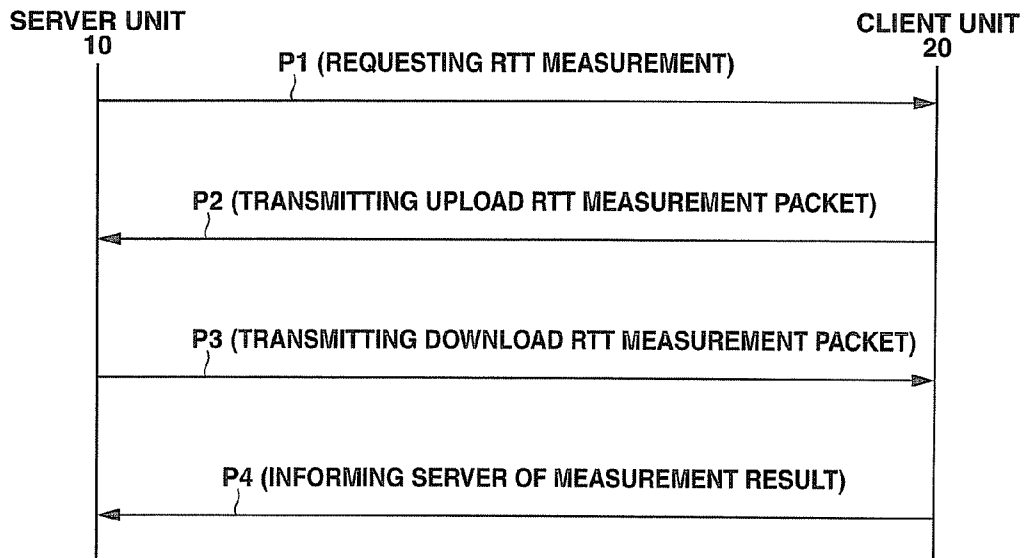 SERVER UNIT
10
CLIENT UNIT
20
P1 (REQUESTING RTT MEASUREMENT)
P2 (TRANSMITTING UPLOAD RTT MEASUREMENT PACKET)
P3 (TRANSMITTING DOWNLOAD RTT MEASUREMENT PACKET)
P4 (INFORMING SERVER OF MEASUREMENT RESULT)